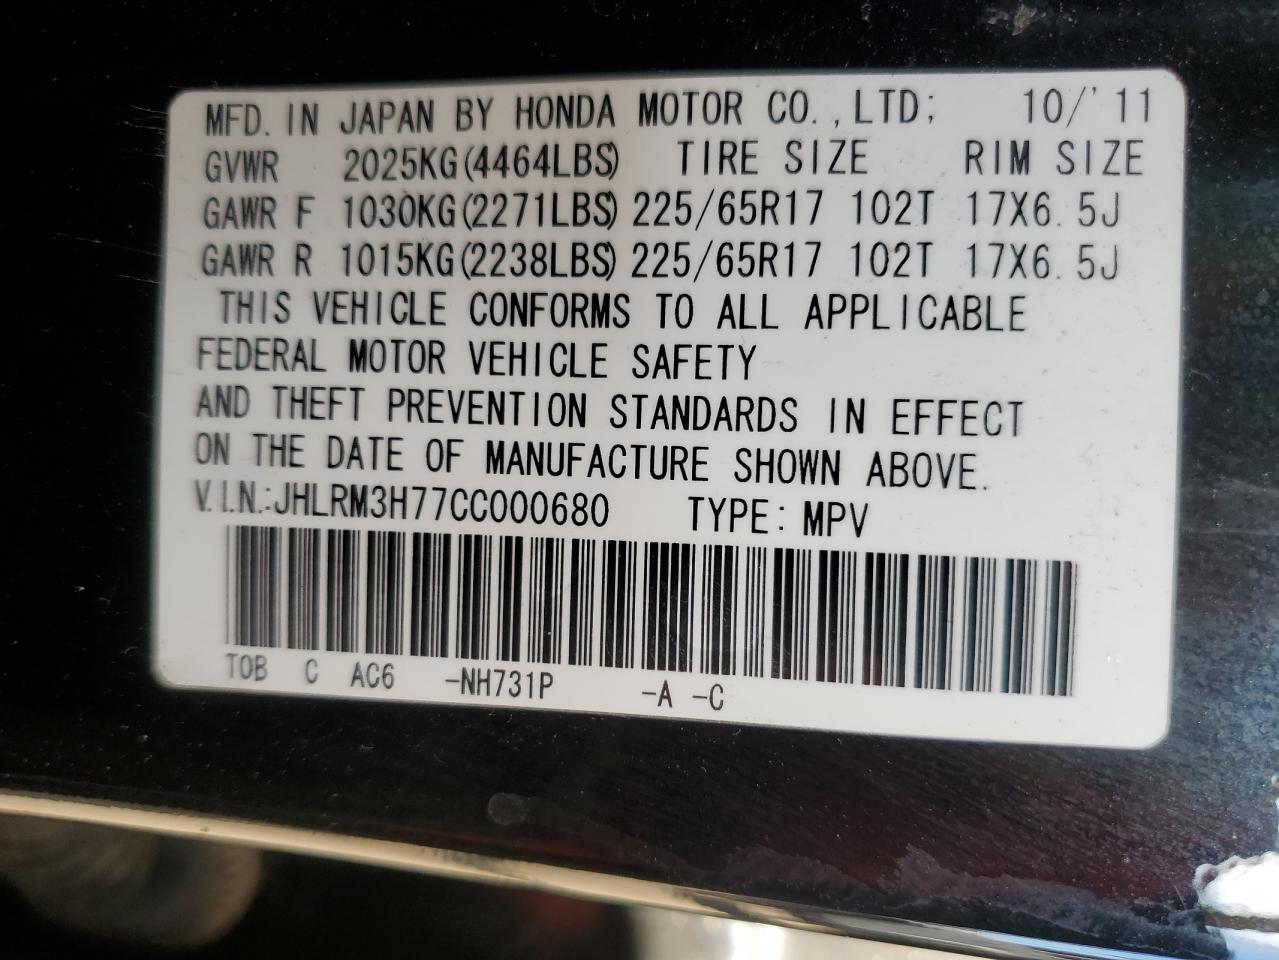 MFD. IN JAPAN BY HONDA MOTOR CO.,LTD; 10/'11
GVWR 2025KG(4464LBS) TIRE SIZE RIM SIZE
GAWR F 1030KG(2271LBS) 225/65R17 102T 17X6.5J
GAWR R 1015KG(2238LBS) 225/65R17 102T 17X6.5J
THIS VEHICLE CONFORMS TO ALL APPLICABLE
FEDERAL MOTOR VEHICLE SAFETY
AND THEFT PREVENTION STANDARDS IN EFFECT
ON THE DATE OF MANUFACTURE SHOWN ABOVE.
V.I.N.:JHLRM3H77CC000680 TYPE: MPV
TOB C AC6 -NH731P -A -C